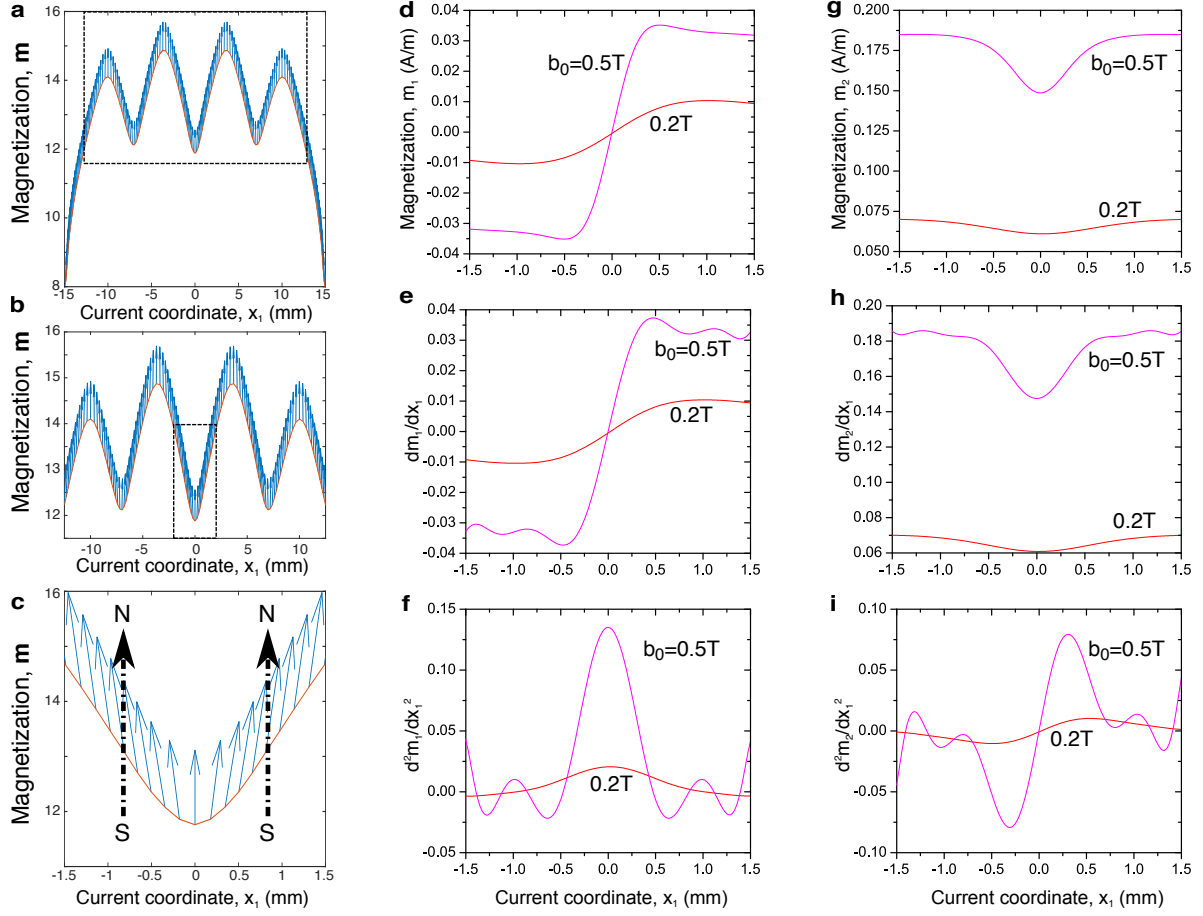 a
Magnetization, m
16
14
12
10
8
-15 -10 -5 0 5 10 15
Current coordinate, x1 (mm)
b
Magnetization, m
16
15
14
13
12
-10 -5 0 5 10
Current coordinate, x1 (mm)
c
Magnetization, m
16
14
12
N N
S S
-1.5 -1 -0.5 0 0.5 1 1.5
Current coordinate, x1 (mm)
d
Magnetization, m1 (A/m)
0.04
0.03
0.02
0.01
0.00
-0.01
-0.02
-0.03
-0.04
b0=0.5T
0.2T
-1.5 -1.0 -0.5 0.0 0.5 1.0 1.5
e
dm1/dx1
0.04
0.03
0.02
0.01
0.00
-0.01
-0.02
-0.03
-0.04
b0=0.5T
0.2T
-1.5 -1.0 -0.5 0.0 0.5 1.0 1.5
f
d²m1/dx1²
0.15
0.10
0.05
0.00
-0.05
b0=0.5T
0.2T
-1.5 -1.0 -0.5 0.0 0.5 1.0 1.5
Current coordinate, x1 (mm)
g
Magnetization, m2 (A/m)
0.200
0.175
0.150
0.125
0.100
0.075
0.050
b0=0.5T
0.2T
-1.5 -1.0 -0.5 0.0 0.5 1.0 1.5
h
dm2/dx1
0.20
0.18
0.16
0.14
0.12
0.10
0.08
0.06
b0=0.5T
0.2T
-1.5 -1.0 -0.5 0.0 0.5 1.0 1.5
i
d²m2/dx1²
0.10
0.05
0.00
-0.05
-0.10
b0=0.5T
0.2T
-1.5 -1.0 -0.5 0.0 0.5 1.0 1.5
Current coordinate, x1 (mm)